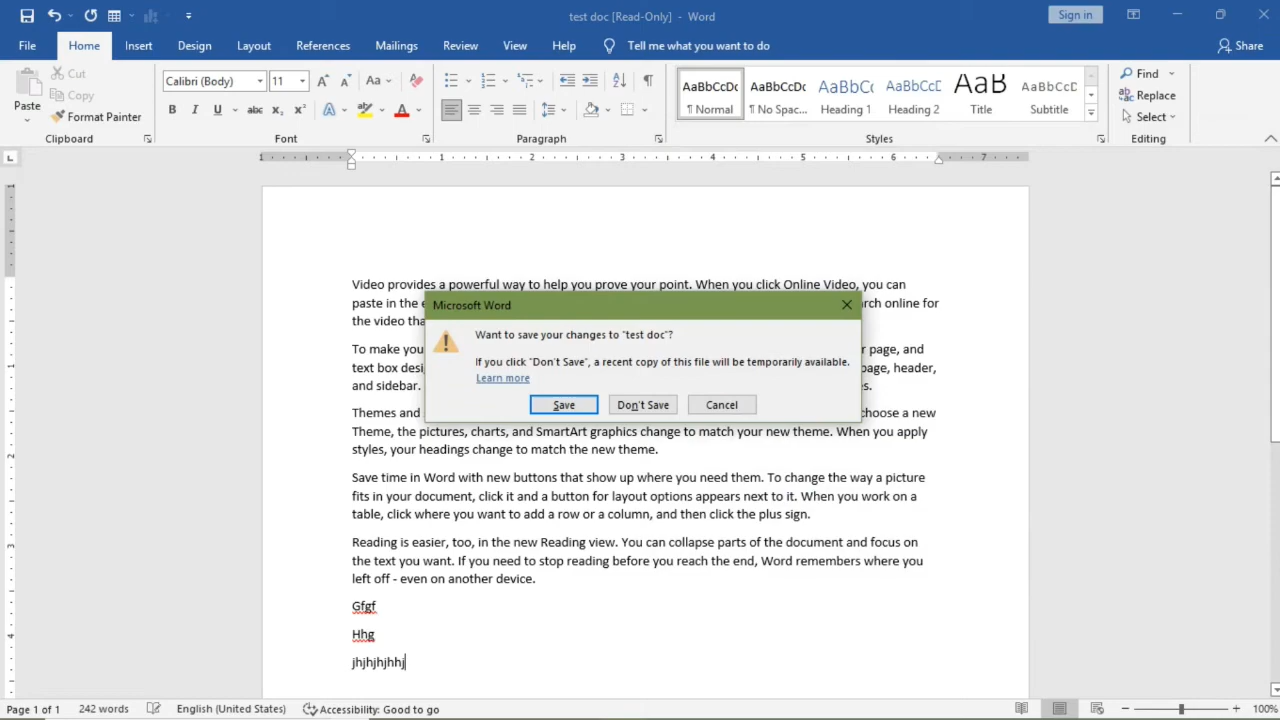 test doc [Read-Only] - Word
Sign in
File Home Insert Design Layout References Mailings Review View Help Tell me what you want to do Share
Paste
Cut
Copy
Format Painter
Clipboard
Calibri (Body) 11
Font
Paragraph
AaBbCcDc AaBbCcDc AaBbCc AaBbCcD AaB AaBbCcD
¶ Normal ¶ No Spac... Heading 1 Heading 2 Title Subtitle
Styles
Find
Replace
Select
Editing
1 1 2 3 4 5 6 7
Video provides a powerful way to help you prove your point. When you click Online Video, you can
paste in the e
rch online for
the video tha
Microsoft Word
Want to save your changes to "test doc"?
If you click "Don't Save", a recent copy of this file will be temporarily available.
Learn more
Save Don't Save Cancel
To make you
r page, and
text box desi
page, header,
and sidebar.
es.
Themes and
choose a new
Theme, the pictures, charts, and SmartArt graphics change to match your new theme. When you apply
styles, your headings change to match the new theme.
Save time in Word with new buttons that show up where you need them. To change the way a picture
fits in your document, click it and a button for layout options appears next to it. When you work on a
table, click where you want to add a row or a column, and then click the plus sign.
Reading is easier, too, in the new Reading view. You can collapse parts of the document and focus on
the text you want. If you need to stop reading before you reach the end, Word remembers where you
left off - even on another device.
Gfgf
Hhg
jhjhjhjhhj
Page 1 of 1 242 words English (United States) Accessibility: Good to go 100%